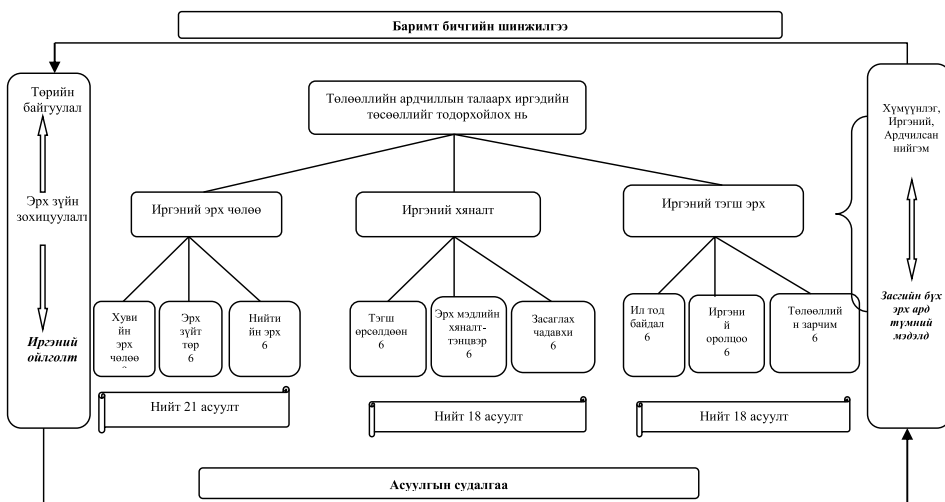 Баримт бичгийн шинжилгээ
Төрийн
байгуулал
Эрх зүйн
зохицуулалт
Иргэний
ойлголт
Төлөөллийн ардчиллын талаарх иргэдийн
төсөөллийг тодорхойлох нь
Иргэний эрх чөлөө
Иргэний хяналт
Иргэний тэгш эрх
Хуви
йн
эрх
чөлөө
Эрх
зүйт
төр
6
Нийти
йн эрх
6
Тэгш
өрсөлдөөн
6
Эрх мэдлийн
хяналт-
тэнцвэр
6
Засаглах
чадавхи
6
Ил тод
байдал
6
Иргэни
й
оролцоо
6
Төлөөлли
н зарчим
6
Нийт 21 асуулт
Нийт 18 асуулт
Нийт 18 асуулт
Хүмүүнлэг,
Иргэний,
Ардчилсан
нийгэм
Засгийн бүх
эрх ард
түмний
мэдэлд
Асуулгын судалгаа